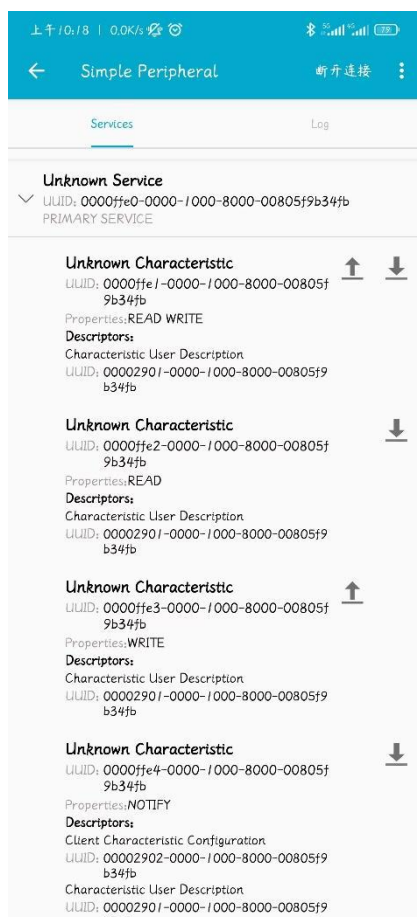 上午10:18 | 0.0K/s
5G 4G 79
Simple Peripheral 断开连接
Services Log
Unknown Service
UUID: 0000ffe0-0000-1000-8000-00805f9b34fb
PRIMARY SERVICE
Unknown Characteristic
UUID: 0000ffe1-0000-1000-8000-00805f
9b34fb
Properties:READ WRITE
Descriptors:
Characteristic User Description
UUID: 00002901-0000-1000-8000-00805f9
b34fb
Unknown Characteristic
UUID: 0000ffe2-0000-1000-8000-00805f
9b34fb
Properties:READ
Descriptors:
Characteristic User Description
UUID: 00002901-0000-1000-8000-00805f9
b34fb
Unknown Characteristic
UUID: 0000ffe3-0000-1000-8000-00805f
9b34fb
Properties:WRITE
Descriptors:
Characteristic User Description
UUID: 00002901-0000-1000-8000-00805f9
b34fb
Unknown Characteristic
UUID: 0000ffe4-0000-1000-8000-00805f
9b34fb
Properties:NOTIFY
Descriptors:
Client Characteristic Configuration
UUID: 00002902-0000-1000-8000-00805f9
b34fb
Characteristic User Description
UUID: 00002901-0000-1000-8000-00805f9